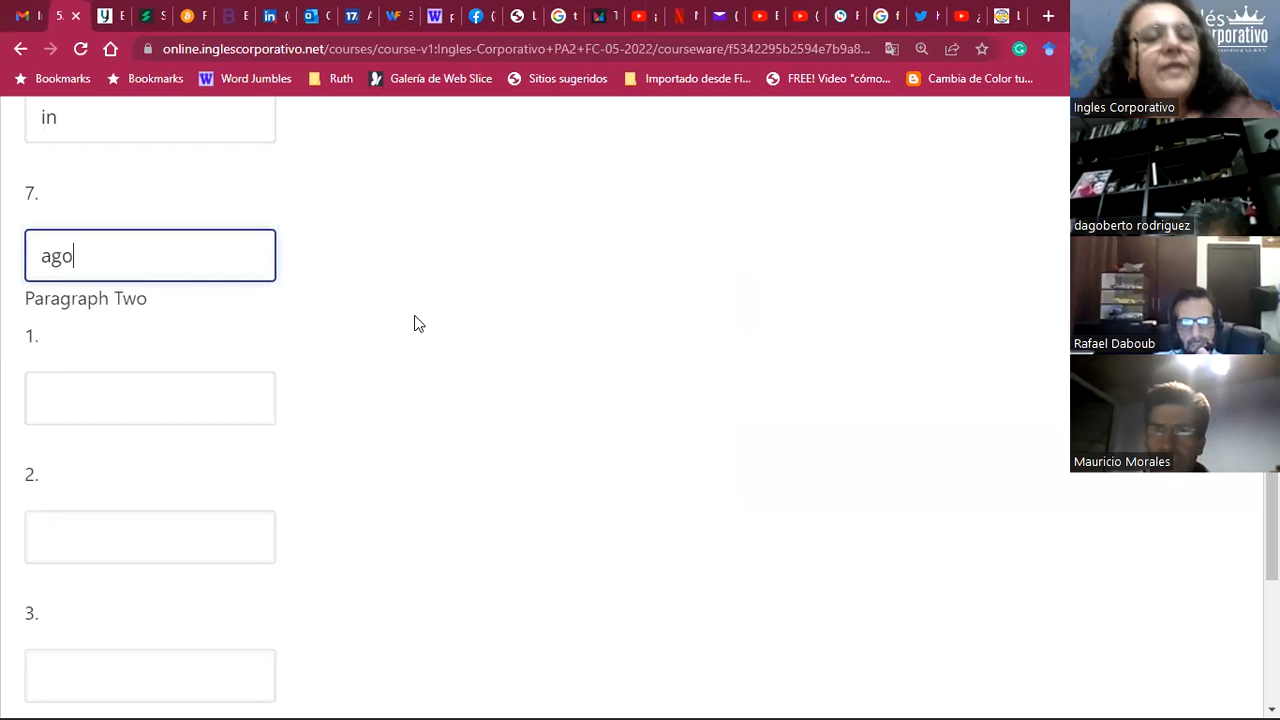 5.
17,
online.inglescorporativo.net/courses/course-v1:Ingles-Corporativo+PA2+FC-05-2022/courseware/f5342295b2594e7b9a8...
Bookmarks
Bookmarks
Word Jumbles
Ruth
Galería de Web Slice
Sitios sugeridos
Importado desde Fi...
FREE! Video "cómo...
Cambia de Color tu...
in
7.
ago
Paragraph Two
1.
2.
3.
Ingles Corporativo
dagoberto rodriguez
Rafael Daboub
Mauricio Morales